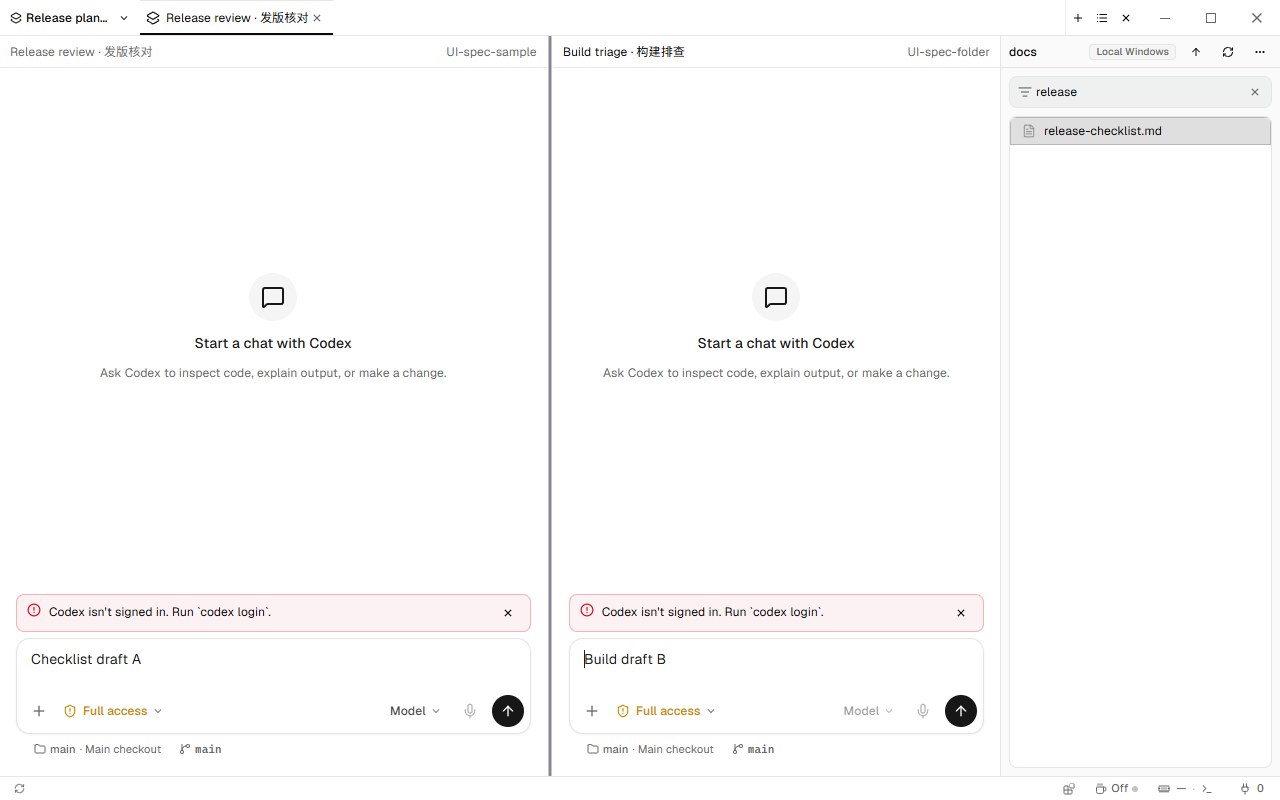 Release plan...
Release review · 发版核对
Release review · 发版核对
UI-spec-sample
Build triage · 构建排查
UI-spec-folder
docs
Local Windows
release
release-checklist.md
Start a chat with Codex
Ask Codex to inspect code, explain output, or make a change.
Start a chat with Codex
Ask Codex to inspect code, explain output, or make a change.
Codex isn't signed in. Run `codex login`.
Codex isn't signed in. Run `codex login`.
Checklist draft A
Full access
Model
Build draft B
Full access
Model
main · Main checkout
main
main · Main checkout
main
Off
— ·
0